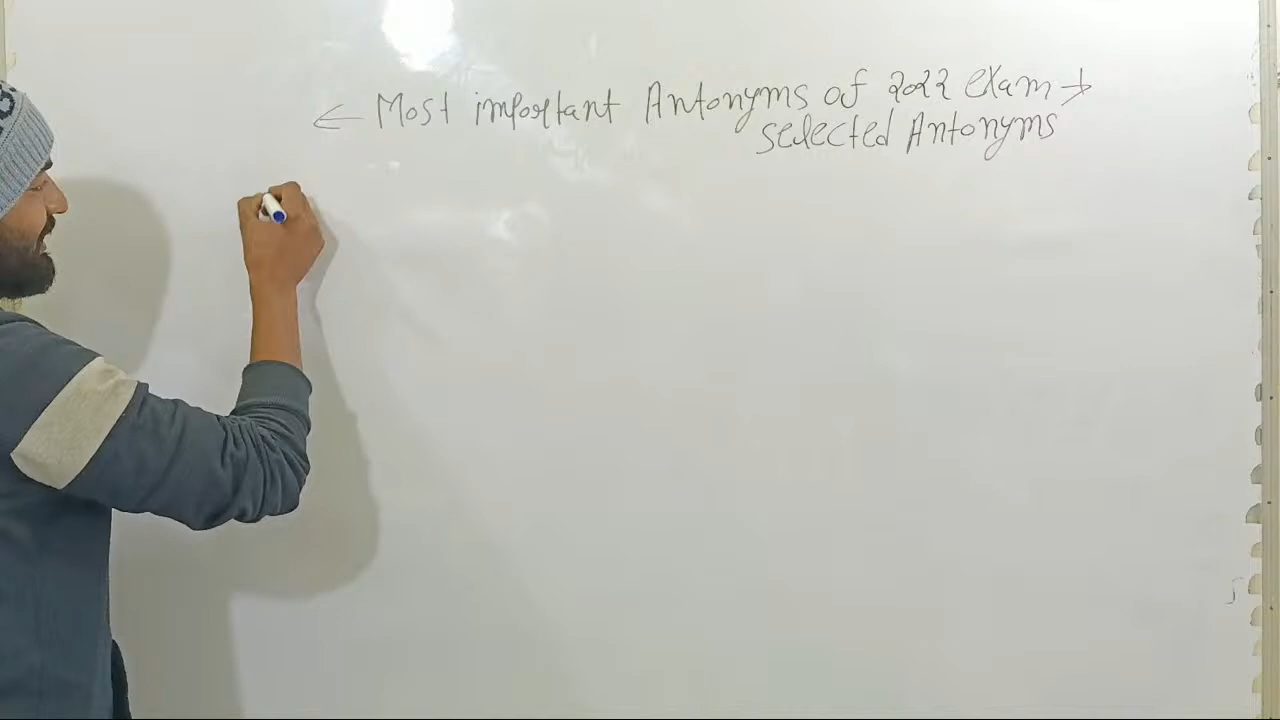 ← Most important Antonyms of 2022 exam →
selected Antonyms